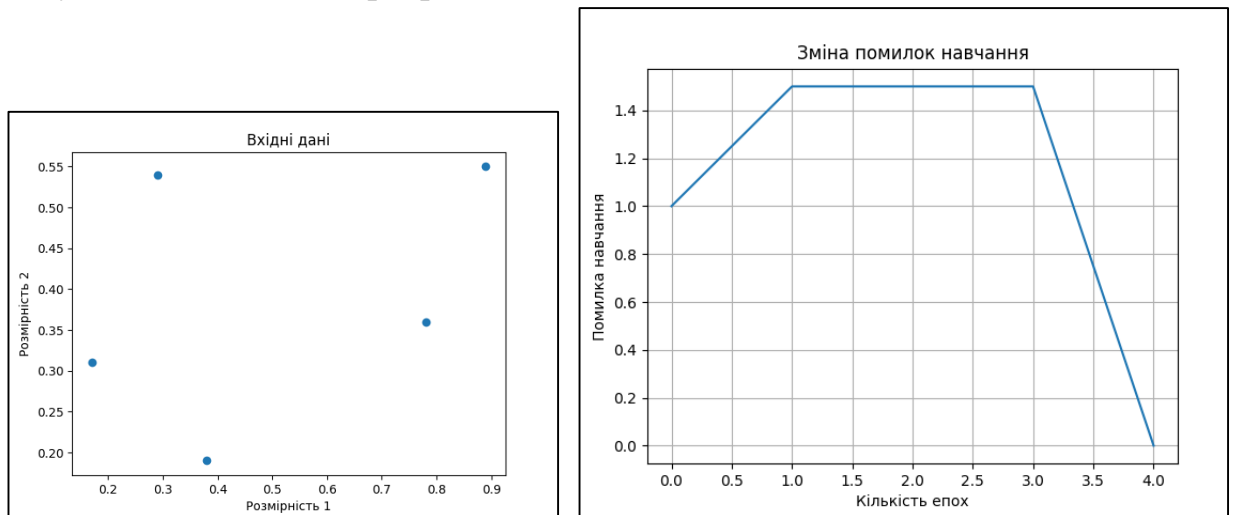 Вхідні дані
0.55
0.50
0.45
0.40
0.35
0.30
0.25
0.20
Розмірність 2
0.2 0.3 0.4 0.5 0.6 0.7 0.8 0.9
Розмірність 1
Зміна помилок навчання
1.4
1.2
1.0
0.8
0.6
0.4
0.2
0.0
Помилка навчання
0.0 0.5 1.0 1.5 2.0 2.5 3.0 3.5 4.0
Кількість епох